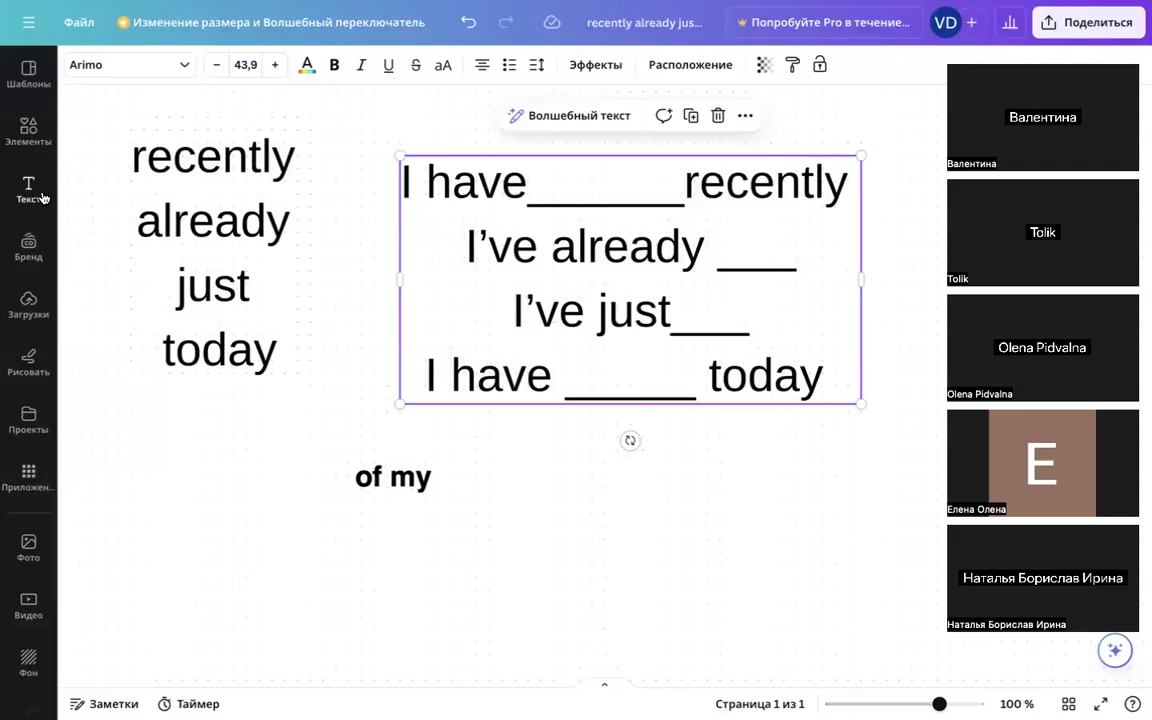 Файл
Изменение размера и Волшебный переключатель
recently already jus...
Попробуйте Pro в течение...
VD
Поделиться
Arimo
43,9
A
B
I
U
S
aA
Эффекты
Расположение
Шаблоны
Элементы
Текст
Бренд
Загрузки
Рисовать
Проекты
Приложен...
Фото
Видео
Фон
Волшебный текст
recently
already
just
today
I have______recently
I’ve already ___
I’ve just___
I have _____ today
of my
Валентина
Валентина
Tolik
Tolik
Olena Pidvalna
Olena Pidvalna
E
Елена Олена
Наталья Борислав Ирина
Наталья Борислав Ирина
Заметки
Таймер
Страница 1 из 1
100 %